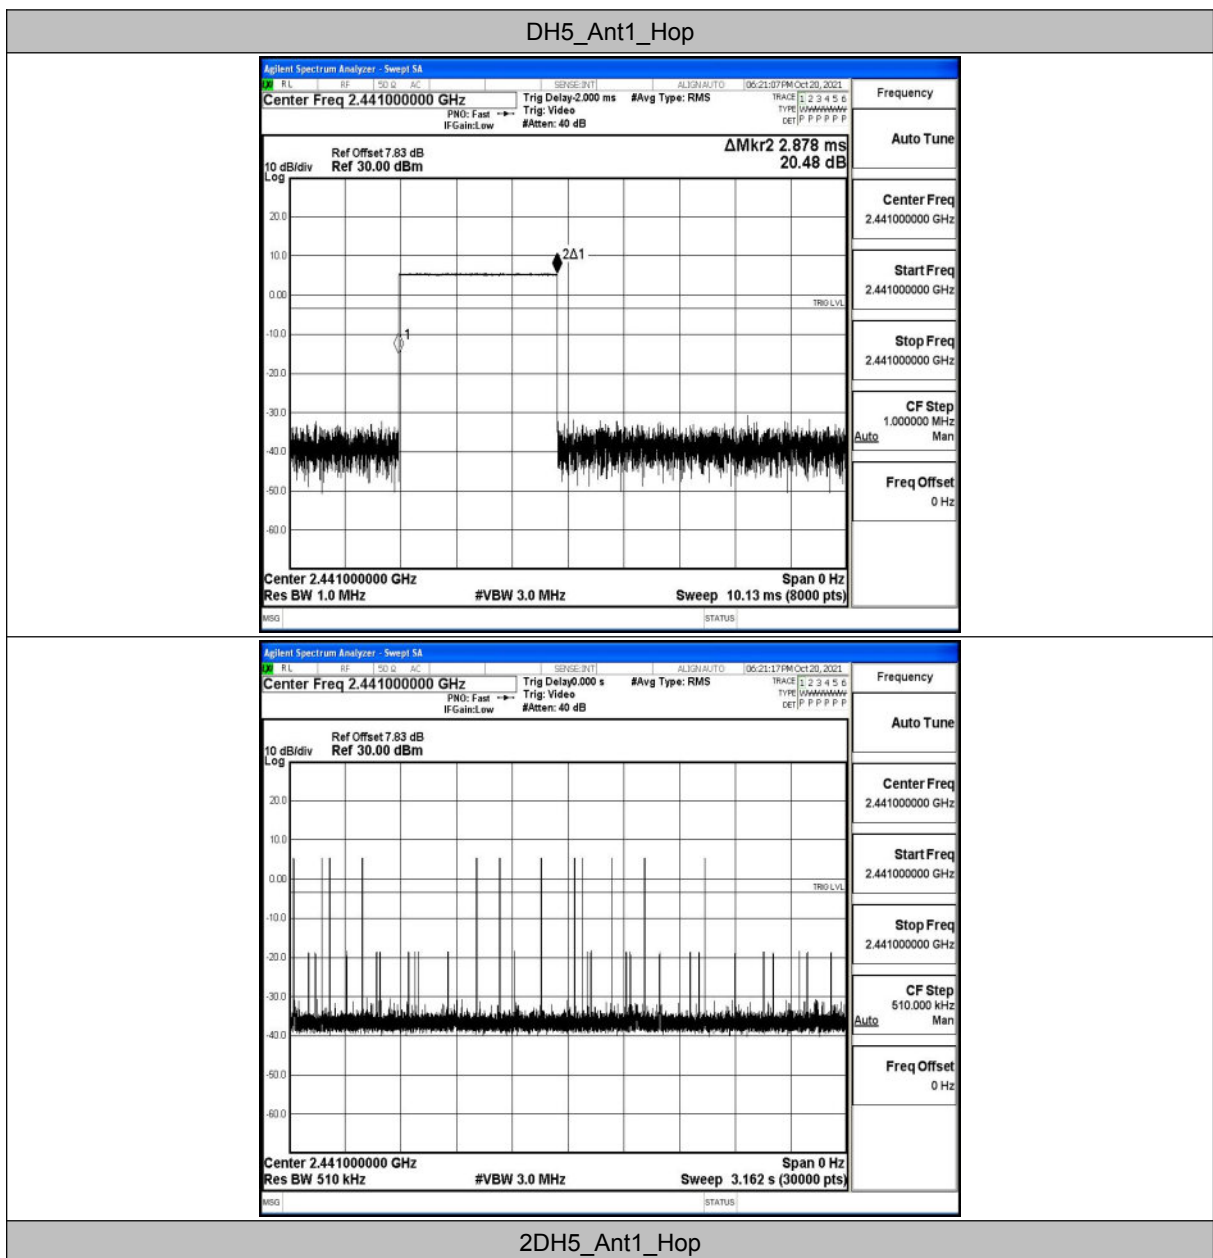 DH5_Ant1_Hop
Agilent Spectrum Analyzer - Swept SA
RL RF 50 Ω AC SENSE:INT ALIGNAUTO 06:21:07PM Oct 20, 2021
Center Freq 2.441000000 GHz
PNO: Fast
IFGain:Low
Trig Delay-2.000 ms
Trig: Video
#Atten: 40 dB
#Avg Type: RMS
TRACE 1 2 3 4 5 6
TYPE
DET P P P P P P
Frequency
Auto Tune
Center Freq
2.441000000 GHz
Start Freq
2.441000000 GHz
Stop Freq
2.441000000 GHz
CF Step
1.000000 MHz
Auto Man
Freq Offset
0 Hz
ΔMkr2 2.878 ms
20.48 dB
Ref Offset 7.83 dB
10 dB/div Ref 30.00 dBm
Log
20.0
10.0
0.00
-10.0
-20.0
-30.0
-40.0
-50.0
-60.0
2Δ1
1
TRIG LVL
Center 2.441000000 GHz Span 0 Hz
Res BW 1.0 MHz #VBW 3.0 MHz Sweep 10.13 ms (8000 pts)
MSG STATUS
Agilent Spectrum Analyzer - Swept SA
RL RF 50 Ω AC SENSE:INT ALIGNAUTO 06:21:17PM Oct 20, 2021
Center Freq 2.441000000 GHz
PNO: Fast
IFGain:Low
Trig Delay0.000 s
Trig: Video
#Atten: 40 dB
#Avg Type: RMS
TRACE 1 2 3 4 5 6
TYPE
DET P P P P P P
Frequency
Auto Tune
Center Freq
2.441000000 GHz
Start Freq
2.441000000 GHz
Stop Freq
2.441000000 GHz
CF Step
510.000 kHz
Auto Man
Freq Offset
0 Hz
Ref Offset 7.83 dB
10 dB/div Ref 30.00 dBm
Log
20.0
10.0
0.00
-10.0
-20.0
-30.0
-40.0
-50.0
-60.0
TRIG LVL
Center 2.441000000 GHz Span 0 Hz
Res BW 510 kHz #VBW 3.0 MHz Sweep 3.162 s (30000 pts)
MSG STATUS
2DH5_Ant1_Hop